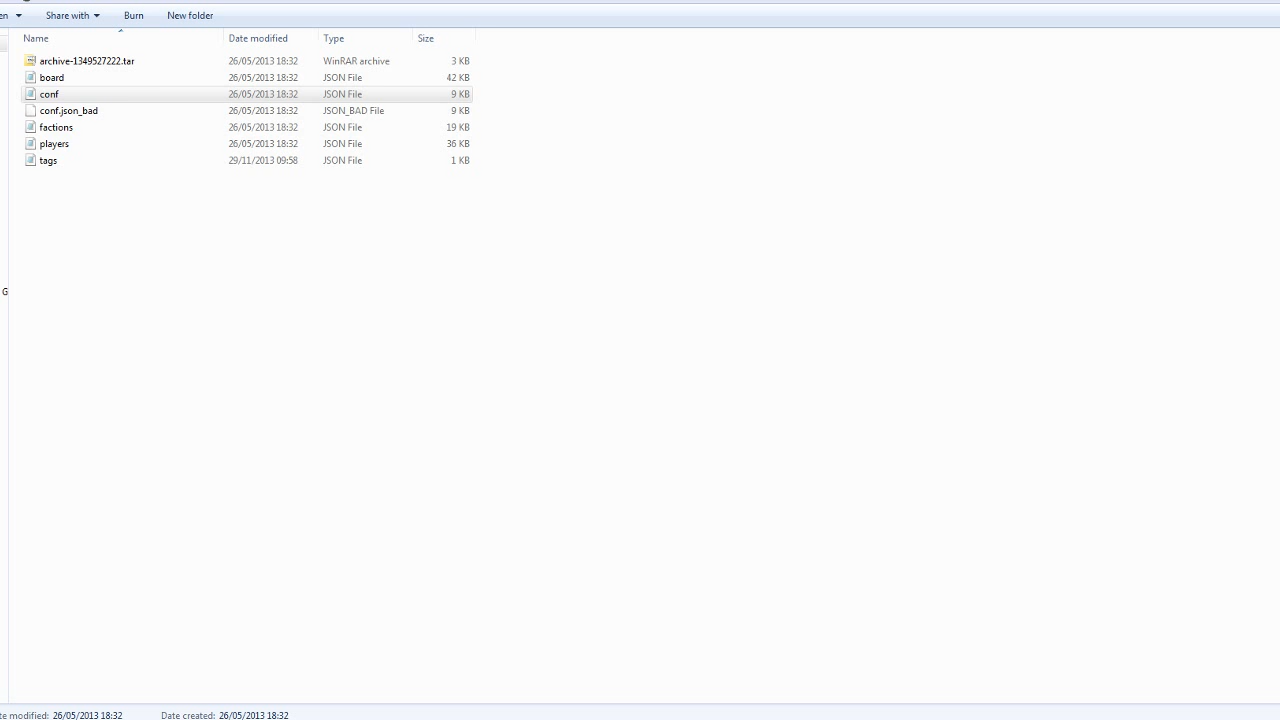 Share with Burn New folder
Name Date modified Type Size
archive-1349527222.tar 26/05/2013 18:32 WinRAR archive 3 KB
board 26/05/2013 18:32 JSON File 42 KB
conf 26/05/2013 18:32 JSON File 9 KB
conf.json_bad 26/05/2013 18:32 JSON_BAD File 9 KB
factions 26/05/2013 18:32 JSON File 19 KB
players 26/05/2013 18:32 JSON File 36 KB
tags 29/11/2013 09:58 JSON File 1 KB
G
modified: 26/05/2013 18:32 Date created: 26/05/2013 18:32